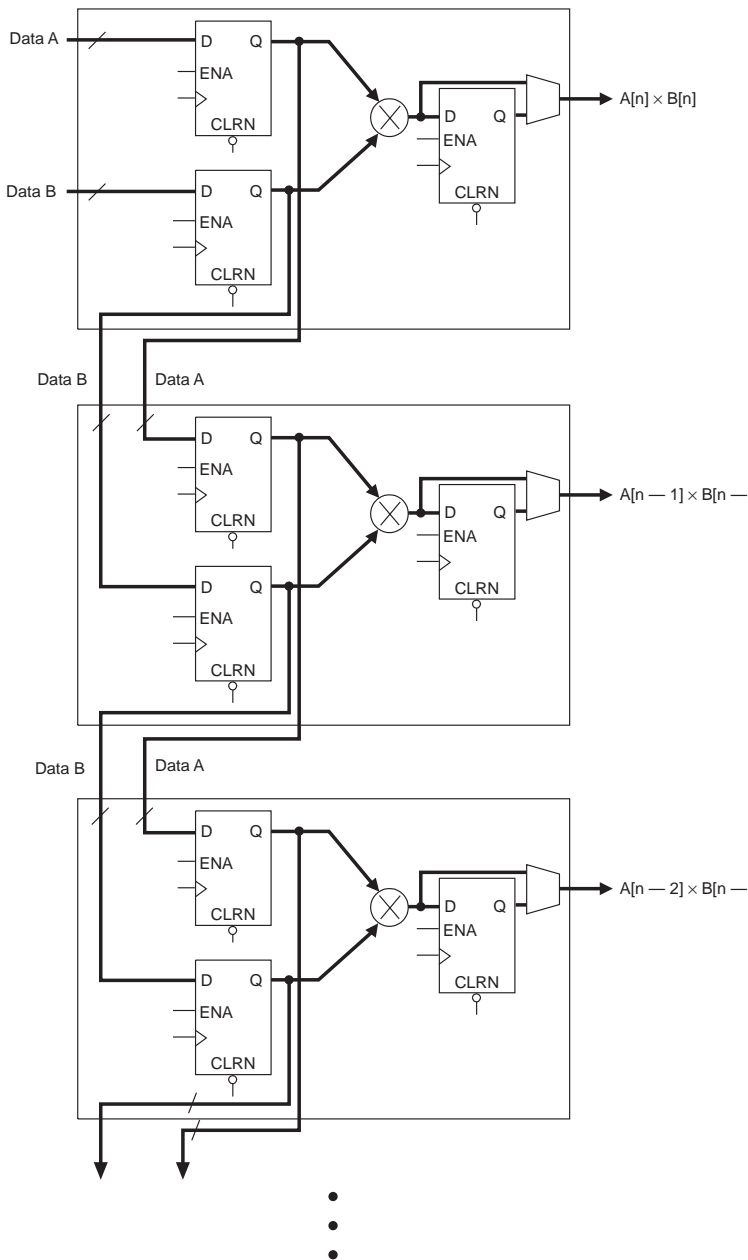 Data A
D Q
ENA
CLRN
D Q
ENA
CLRN
A[n] × B[n]
Data B
D Q
ENA
CLRN
Data B
Data A
D Q
ENA
CLRN
D Q
ENA
CLRN
A[n — 1] × B[n —
D Q
ENA
CLRN
Data B
Data A
D Q
ENA
CLRN
D Q
ENA
CLRN
A[n — 2] × B[n —
D Q
ENA
CLRN